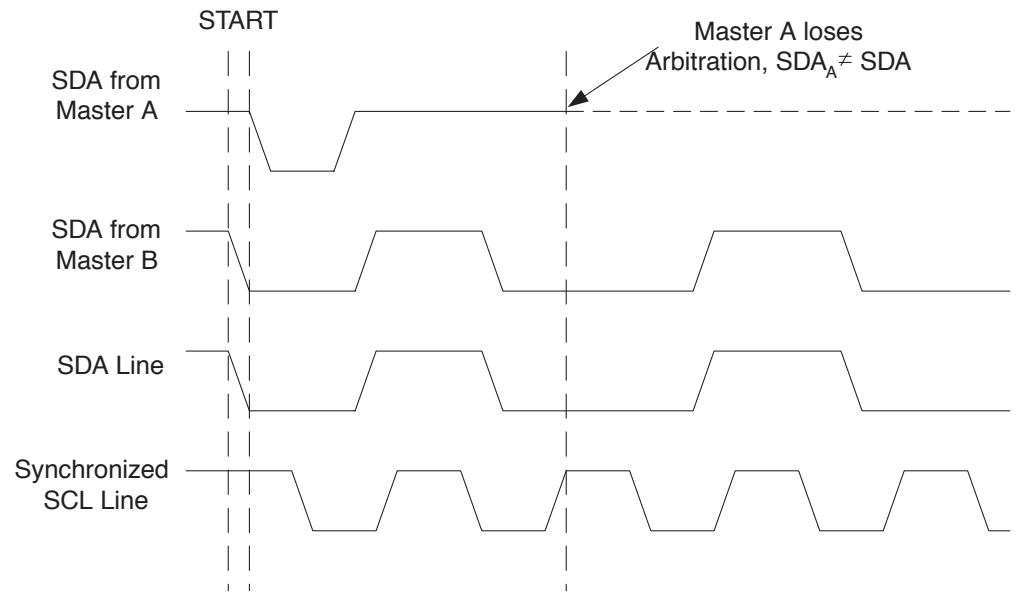 START
Master A loses
Arbitration, SDA_A ≠ SDA
SDA from
Master A
SDA from
Master B
SDA Line
Synchronized
SCL Line